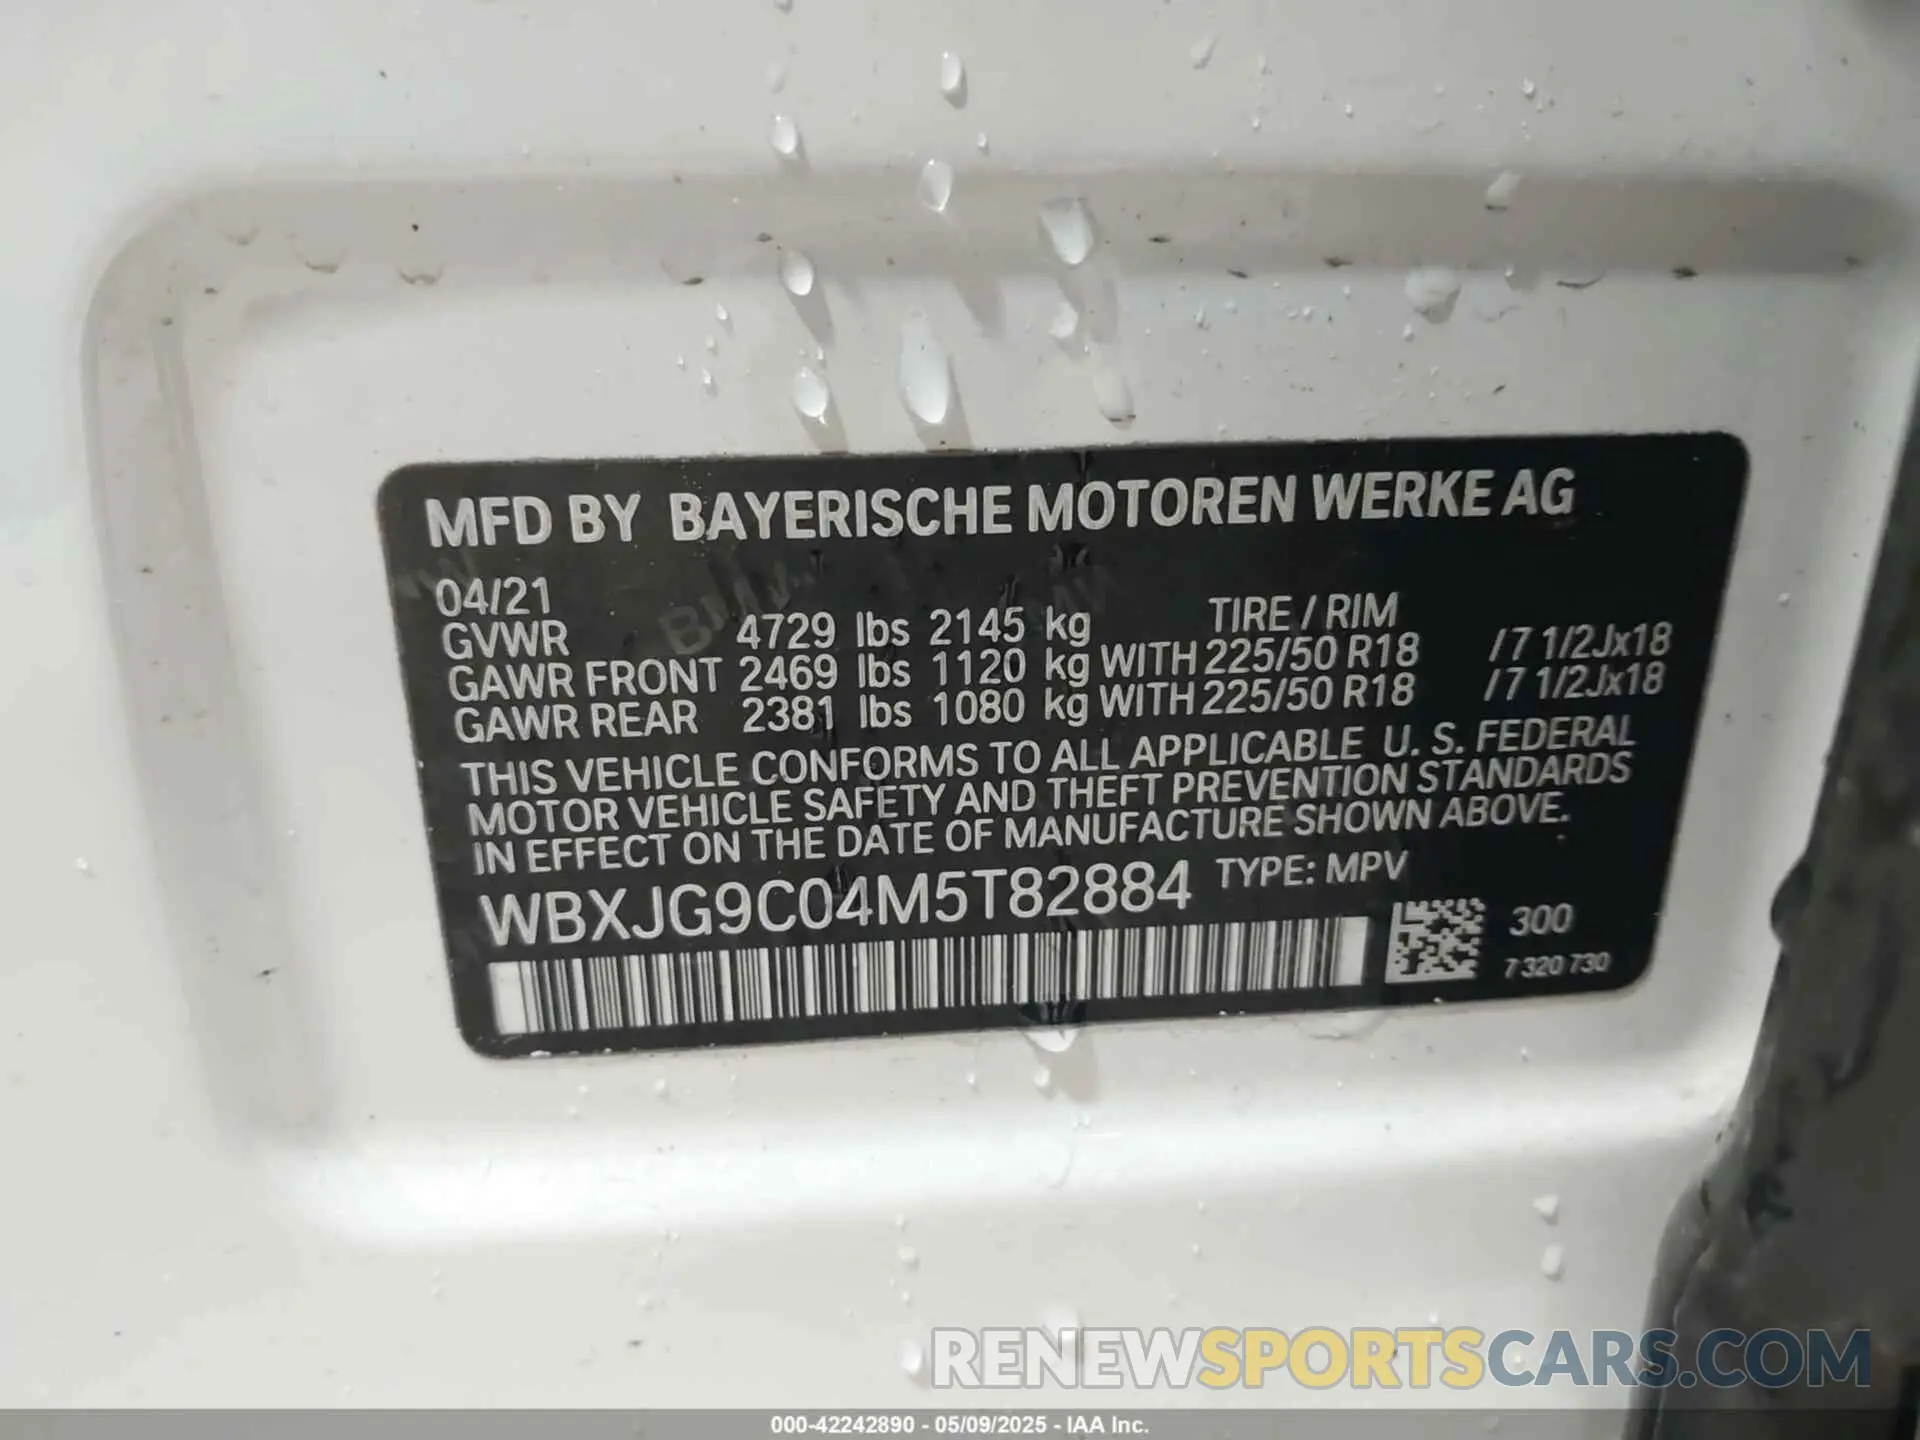 MFD BY BAYERISCHE MOTOREN WERKE AG
04/21
TIRE / RIM
GVWR 4729 lbs 2145 kg
GAWR FRONT 2469 lbs 1120 kg WITH 225/50 R18 /7 1/2Jx18
GAWR REAR 2381 lbs 1080 kg WITH 225/50 R18 /7 1/2Jx18
THIS VEHICLE CONFORMS TO ALL APPLICABLE U. S. FEDERAL
MOTOR VEHICLE SAFETY AND THEFT PREVENTION STANDARDS
IN EFFECT ON THE DATE OF MANUFACTURE SHOWN ABOVE.
WBXJG9C04M5T82884 TYPE: MPV
300
7 320 730
RENEWSPORTSCARS.COM
000-42242890 - 05/09/2025 - IAA Inc.